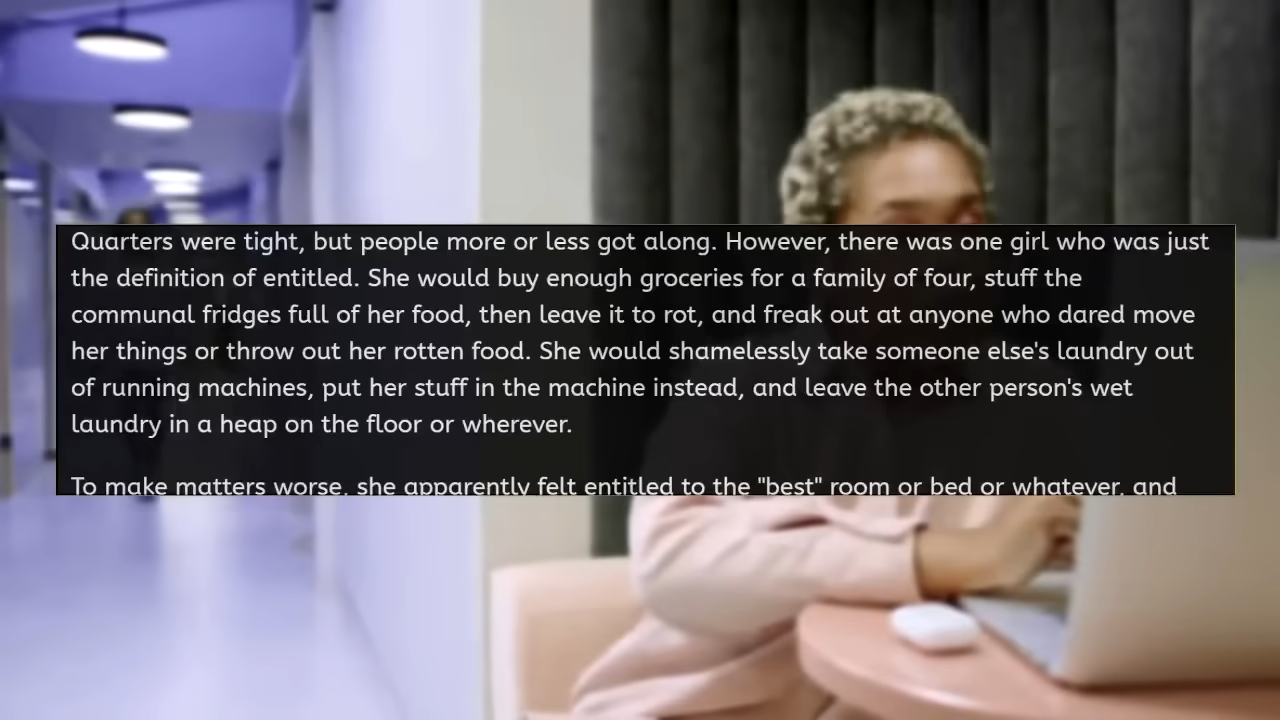 Quarters were tight, but people more or less got along. However, there was one girl who was just
the definition of entitled. She would buy enough groceries for a family of four, stuff the
communal fridges full of her food, then leave it to rot, and freak out at anyone who dared move
her things or throw out her rotten food. She would shamelessly take someone else's laundry out
of running machines, put her stuff in the machine instead, and leave the other person's wet
laundry in a heap on the floor or wherever.
To make matters worse, she apparently felt entitled to the "best" room or bed or whatever, and